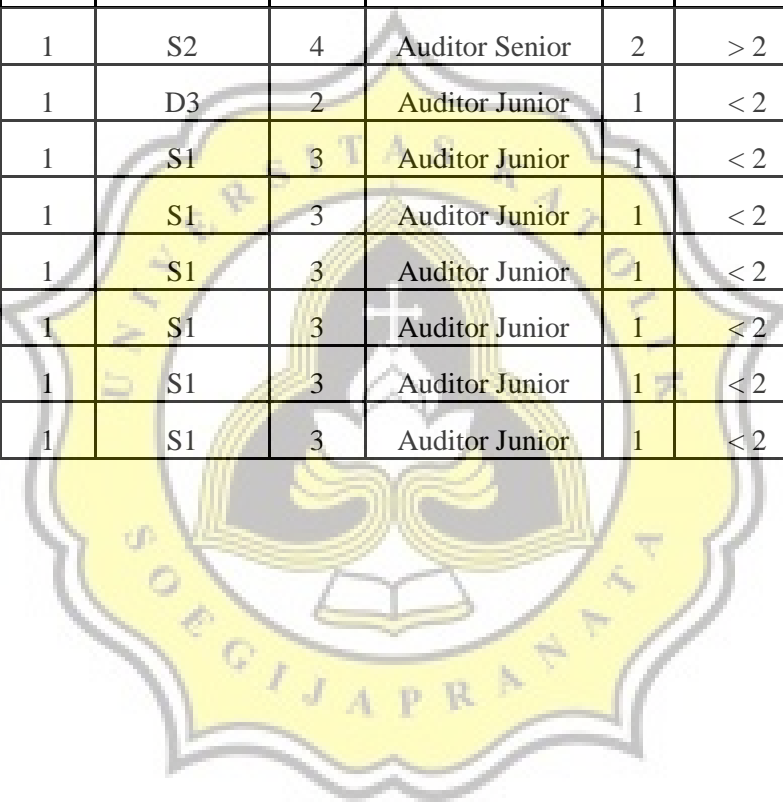 1 S2 4 Auditor Senior 2 > 2
1 D3 2 Auditor Junior 1 < 2
1 S1 3 Auditor Junior 1 < 2
1 S1 3 Auditor Junior 1 < 2
1 S1 3 Auditor Junior 1 < 2
1 S1 3 Auditor Junior 1 < 2
1 S1 3 Auditor Junior 1 < 2
1 S1 3 Auditor Junior 1 < 2
UNIVERSITAS KATOLIK
SOEGIJAPRANATA